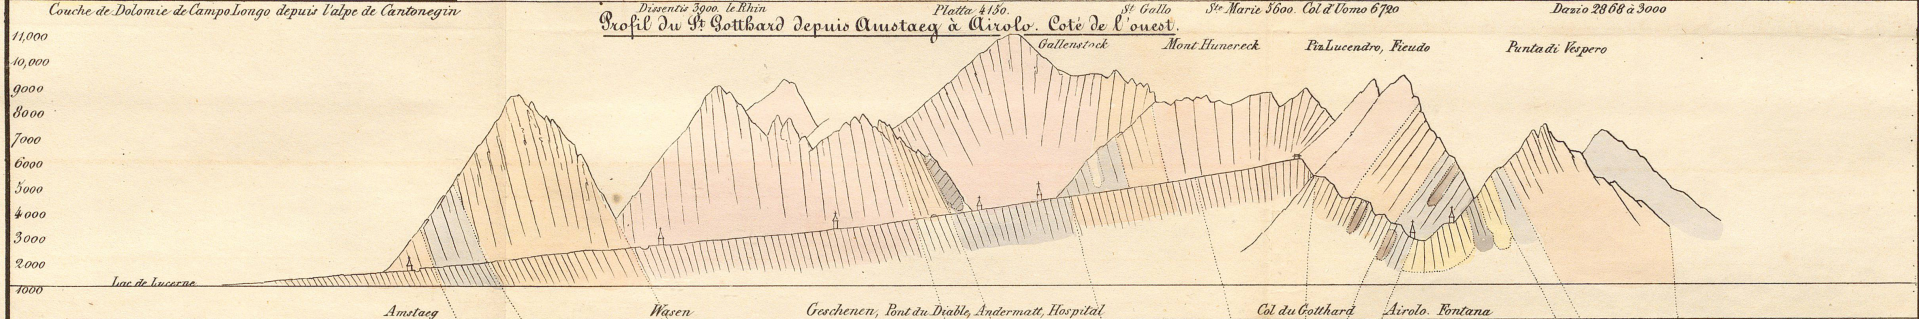 Couche de Dolomie de Campo Longo depuis l'alpe de Cantonegin
Dissentis 3900. le Rhin
Platta 4150.
St Gallo
Ste Marie 5600. Col d'Uomo 6720
Dazio 2868 à 3000
Profil du St Gotthard depuis Amstaeg à Airolo. Coté de l'ouest.
11,000
Gallenstock
Mont Hunereck
Piz Lucendro, Fieudo
Punta di Vespero
10,000
9000
8000
7000
6000
5000
4000
3000
2000
Lac de Lucerne
1000
Amstaeg
Wasen
Geschenen, Pont du Diable, Andermatt, Hospital
Col du Gotthard
Airolo. Fontana